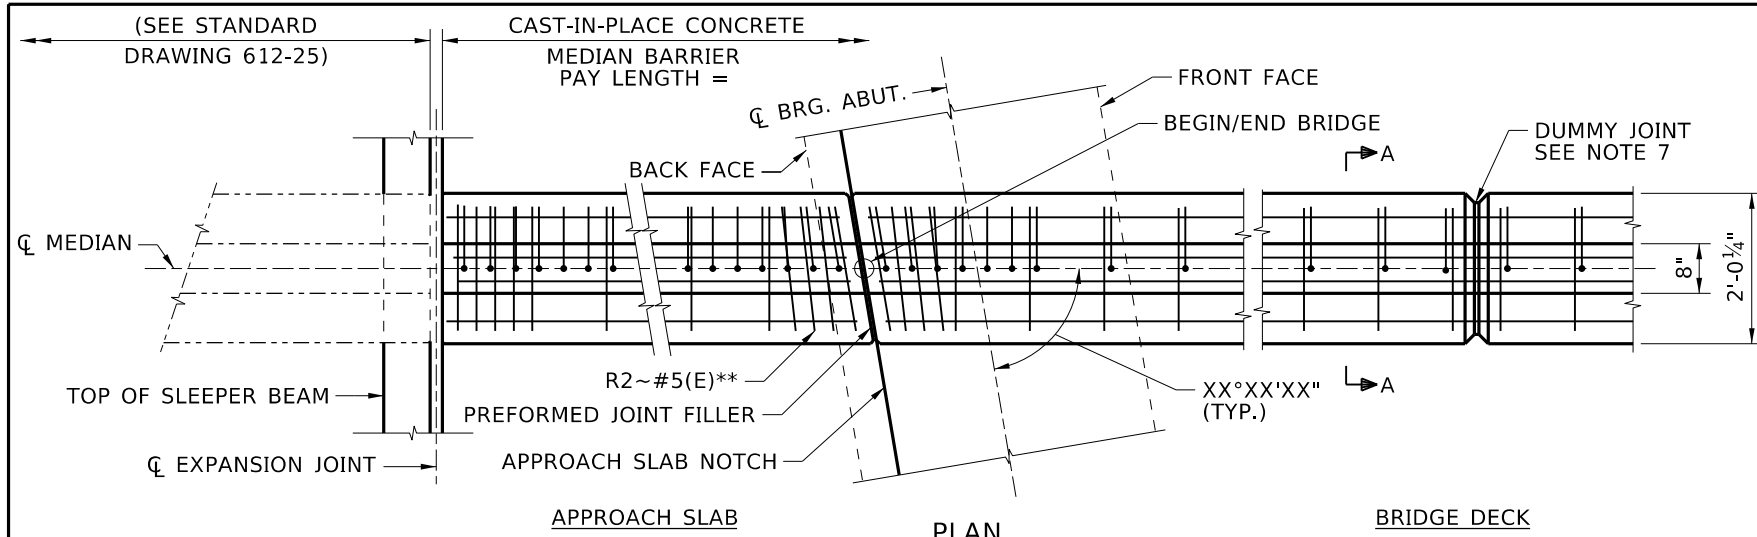 (SEE STANDARD
DRAWING 612-25)
CAST-IN-PLACE CONCRETE
MEDIAN BARRIER
PAY LENGTH =
℄ BRG. ABUT.
FRONT FACE
BEGIN/END BRIDGE
BACK FACE
A
DUMMY JOINT
SEE NOTE 7
℄ MEDIAN
8"
2'-0¼"
R2~#5(E)**
A
TOP OF SLEEPER BEAM
PREFORMED JOINT FILLER
XX°XX'XX"
(TYP.)
℄ EXPANSION JOINT
APPROACH SLAB NOTCH
APPROACH SLAB
PLAN
BRIDGE DECK